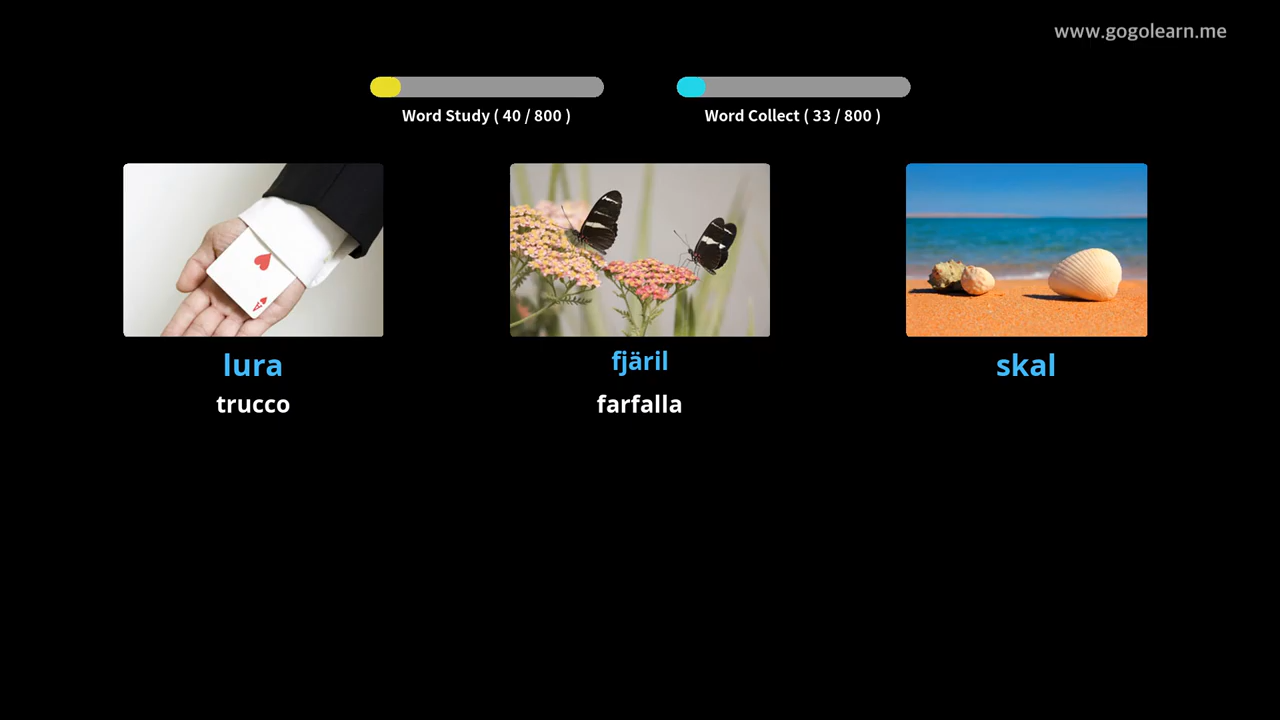 www.gogolearn.me
Word Study ( 40 / 800 )
Word Collect ( 33 / 800 )
lura
trucco
fjäril
farfalla
skal
A